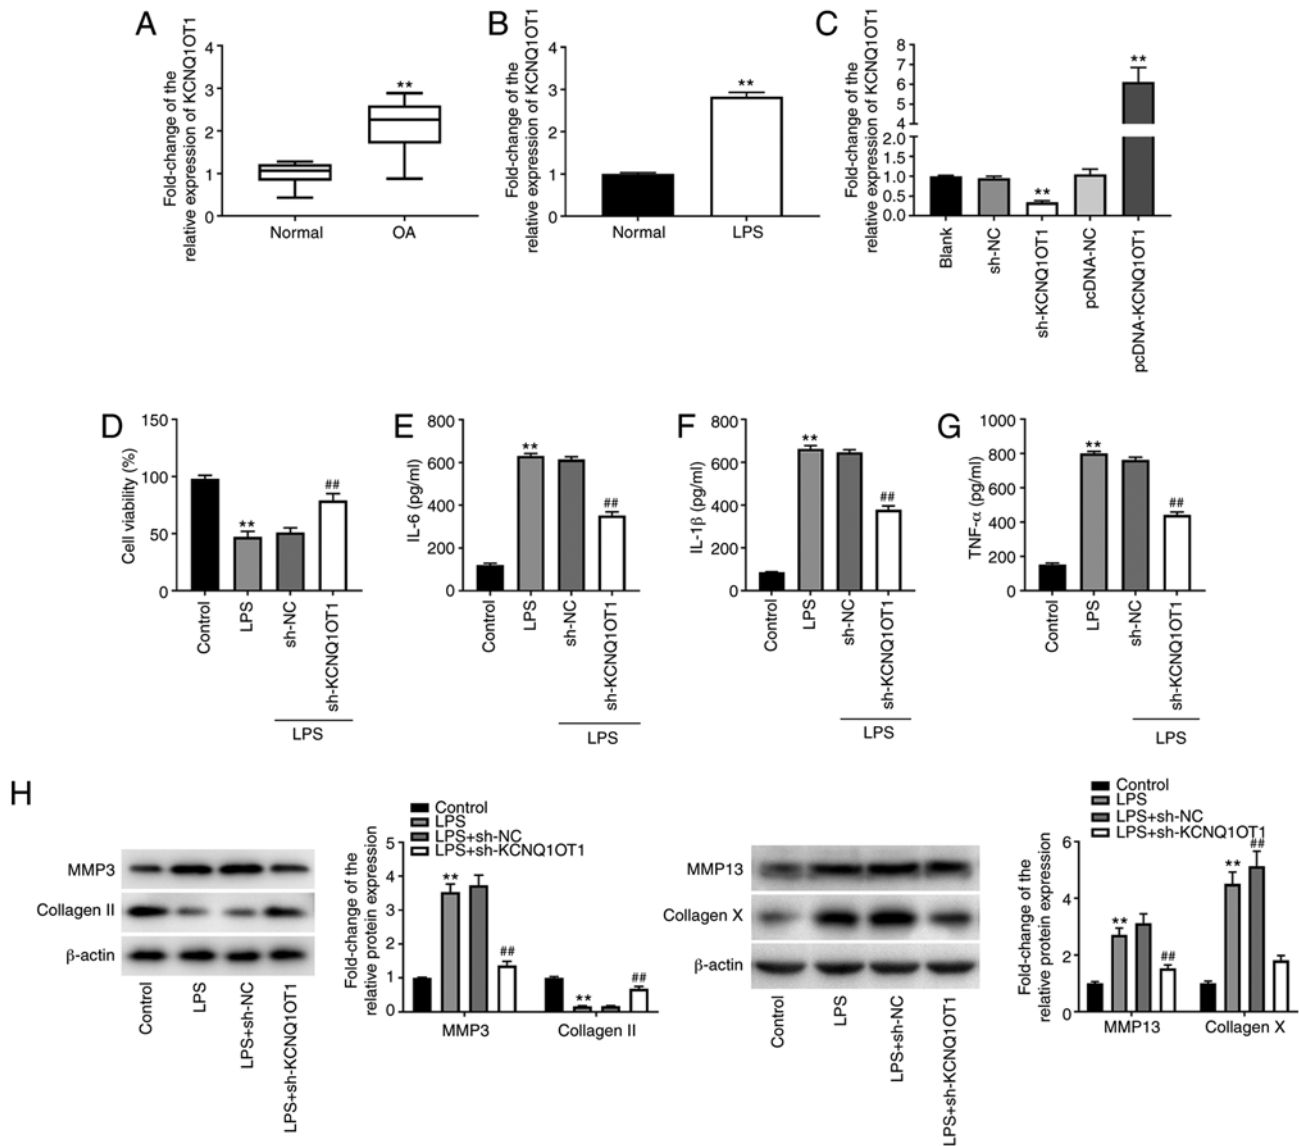 A
Fold-change of the
relative expression of KCNQ1OT1
4
3
2
1
0
**
Normal
OA
B
Fold-change of the
relative expression of KCNQ1OT1
4
3
2
1
0
**
Normal
LPS
C
Fold-change of the
relative expression of KCNQ1OT1
8
7
6
5
4
2.0
1.5
1.0
0.5
0.0
**
**
Blank
sh-NC
sh-KCNQ1OT1
pcDNA-NC
pcDNA-KCNQ1OT1
D
Cell viability (%)
150
100
50
0
**
##
Control
LPS
sh-NC
sh-KCNQ1OT1
LPS
E
IL-6 (pg/ml)
800
600
400
200
0
**
##
Control
LPS
sh-NC
sh-KCNQ1OT1
LPS
F
IL-1β (pg/ml)
800
600
400
200
0
**
##
Control
LPS
sh-NC
sh-KCNQ1OT1
LPS
G
TNF-α (pg/ml)
1000
800
600
400
200
0
**
##
Control
LPS
sh-NC
sh-KCNQ1OT1
LPS
H
MMP3
Collagen II
β-actin
Control
LPS
LPS+sh-NC
LPS+sh-KCNQ1OT1
Control
LPS
LPS+sh-NC
LPS+sh-KCNQ1OT1
Fold-change of the
relative protein expression
5
4
3
2
1
0
**
##
**
##
MMP3
Collagen II
MMP13
Collagen X
β-actin
Control
LPS
LPS+sh-NC
LPS+sh-KCNQ1OT1
Control
LPS
LPS+sh-NC
LPS+sh-KCNQ1OT1
Fold-change of the
relative protein expression
6
4
2
0
**
##
**
##
MMP13
Collagen X